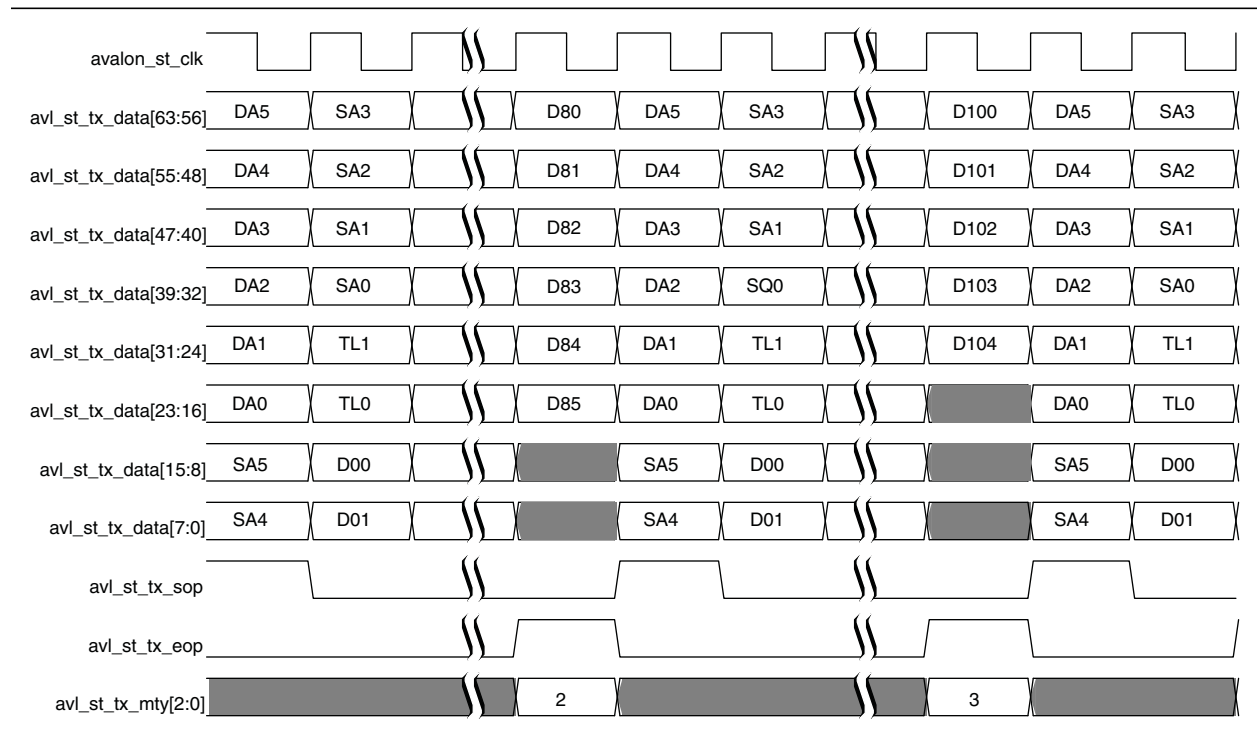 avalon_st_clk
avl_st_tx_data[63:56] DA5 SA3 D80 DA5 SA3 D100 DA5 SA3
avl_st_tx_data[55:48] DA4 SA2 D81 DA4 SA2 D101 DA4 SA2
avl_st_tx_data[47:40] DA3 SA1 D82 DA3 SA1 D102 DA3 SA1
avl_st_tx_data[39:32] DA2 SA0 D83 DA2 SQ0 D103 DA2 SA0
avl_st_tx_data[31:24] DA1 TL1 D84 DA1 TL1 D104 DA1 TL1
avl_st_tx_data[23:16] DA0 TL0 D85 DA0 TL0 DA0 TL0
avl_st_tx_data[15:8] SA5 D00 SA5 D00 SA5 D00
avl_st_tx_data[7:0] SA4 D01 SA4 D01 SA4 D01
avl_st_tx_sop
avl_st_tx_eop
avl_st_tx_mty[2:0] 2 3